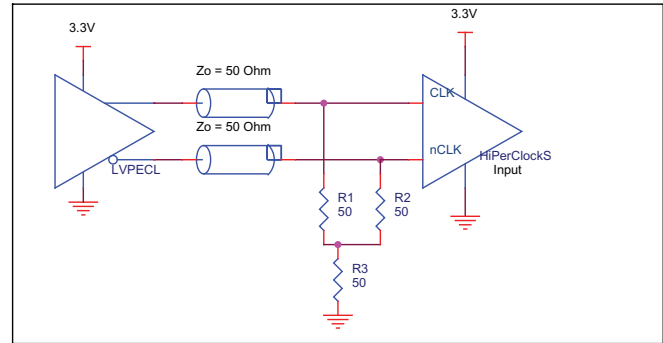 3.3V
3.3V
Zo = 50 Ohm
CLK
Zo = 50 Ohm
nCLK
LVPECL
HiPerClockS
Input
R1
50
R2
50
R3
50